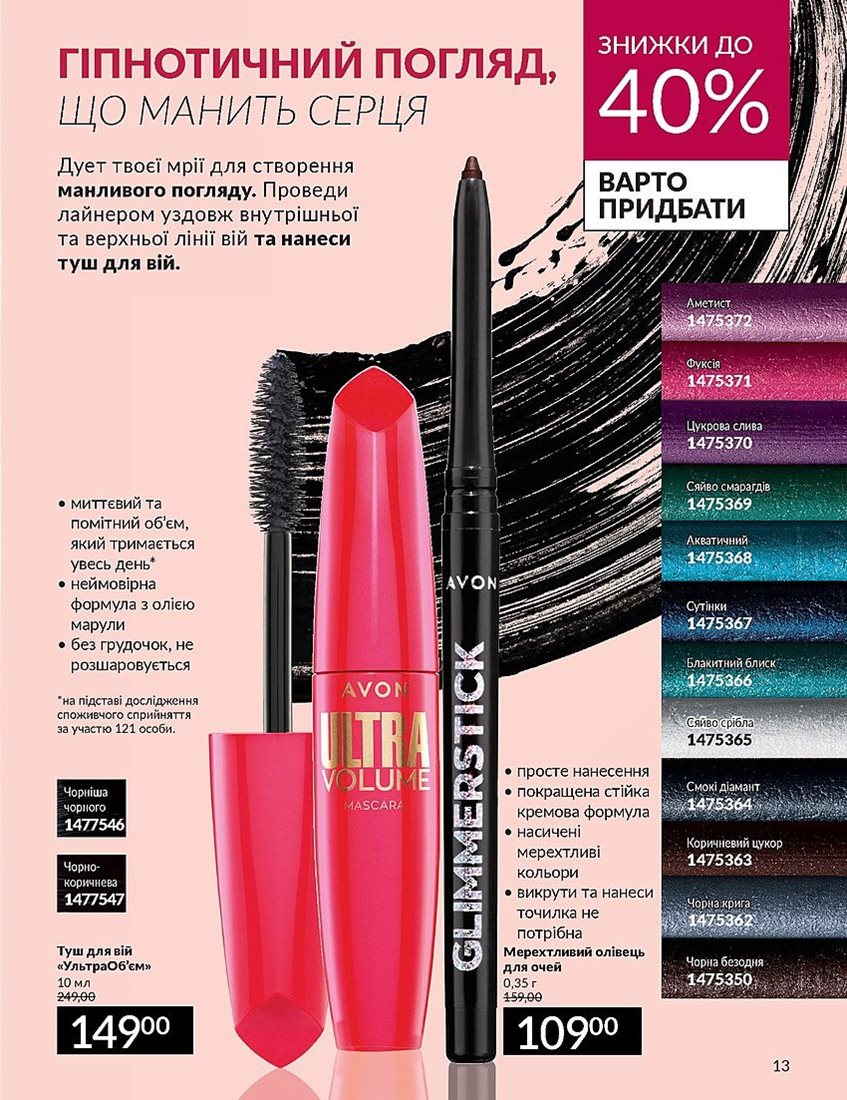 ГІПНОТИЧНИЙ ПОГЛЯД,
ЩО МАНИТЬ СЕРЦЯ
Дует твоєї мрії для створення
манливого погляду. Проведи
лайнером уздовж внутрішньої
та верхньої лінії вій та нанеси
туш для вій.
ЗНИЖКИ ДО
40%
ВАРТО
ПРИДБАТИ
Аметист
1475372
Фуксія
1475371
Цукрова слива
1475370
Сяйво смарагдів
1475369
Акватичний
1475368
Сутінки
1475367
Блакитний блиск
1475366
Сяйво срібла
1475365
Смокі діамант
1475364
Коричневий цукор
1475363
Чорна крига
1475362
Чорна безодня
1475350
• миттєвий та
помітний об'єм,
який тримається
увесь день*
• неймовірна
формула з олією
марули
• без грудочок, не
розшаровується
*на підставі дослідження
споживчого сприйняття
за участю 121 особи.
Чорніша
чорного
1477546
Чорно-
коричнева
1477547
Туш для вій
«УльтраОб'єм»
10 мл
249,00
14900
AVON
ULTRA
VOLUME
MASCARA
AVON
GLIMMERSTICK
• просте нанесення
• покращена стійка
кремова формула
• насичені
мерехтливі
кольори
• викрути та нанеси
точилка не
потрібна
Мерехтливий олівець
для очей
0,35 г
159,00
10900
13